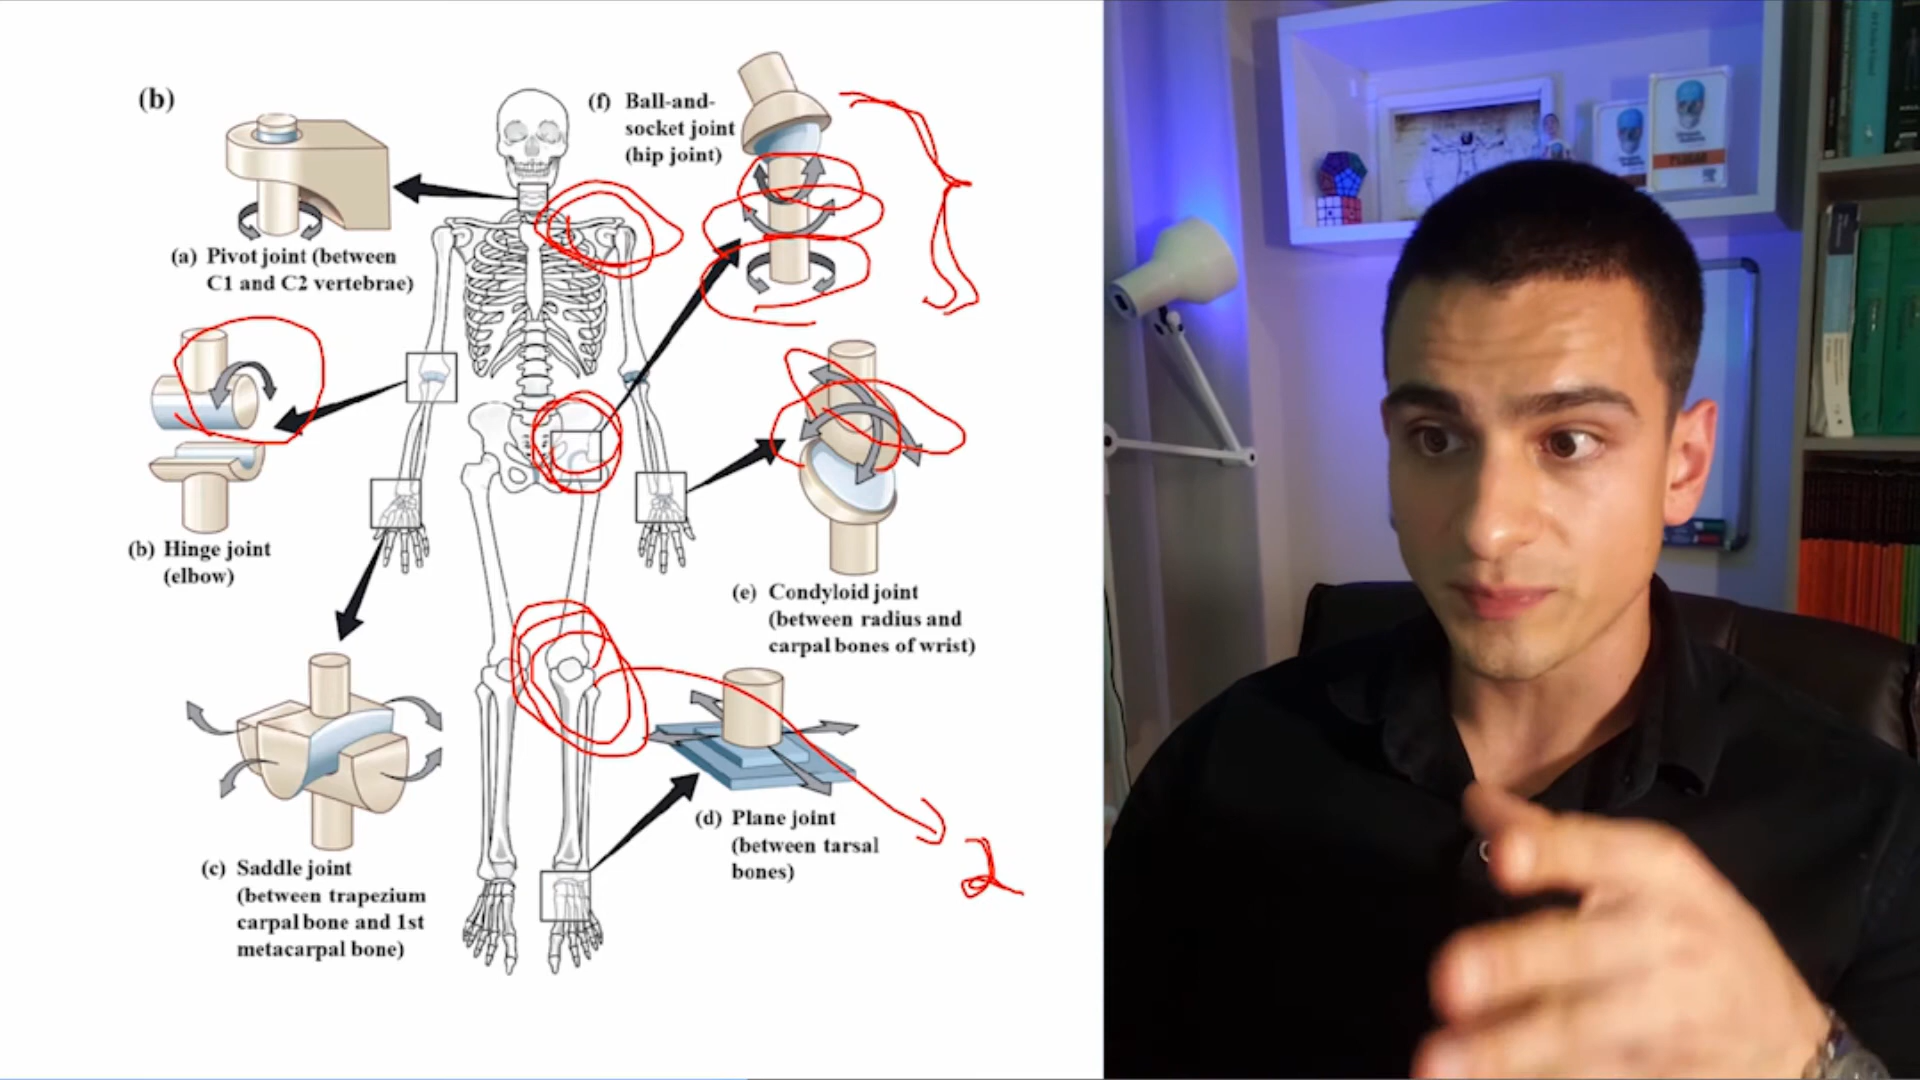 (b)
(f) Ball-and-
socket joint
(hip joint)
(a) Pivot joint (between
C1 and C2 vertebrae)
(b) Hinge joint
(elbow)
(e) Condyloid joint
(between radius and
carpal bones of wrist)
(d) Plane joint
(between tarsal
bones)
2
(c) Saddle joint
(between trapezium
carpal bone and 1st
metacarpal bone)